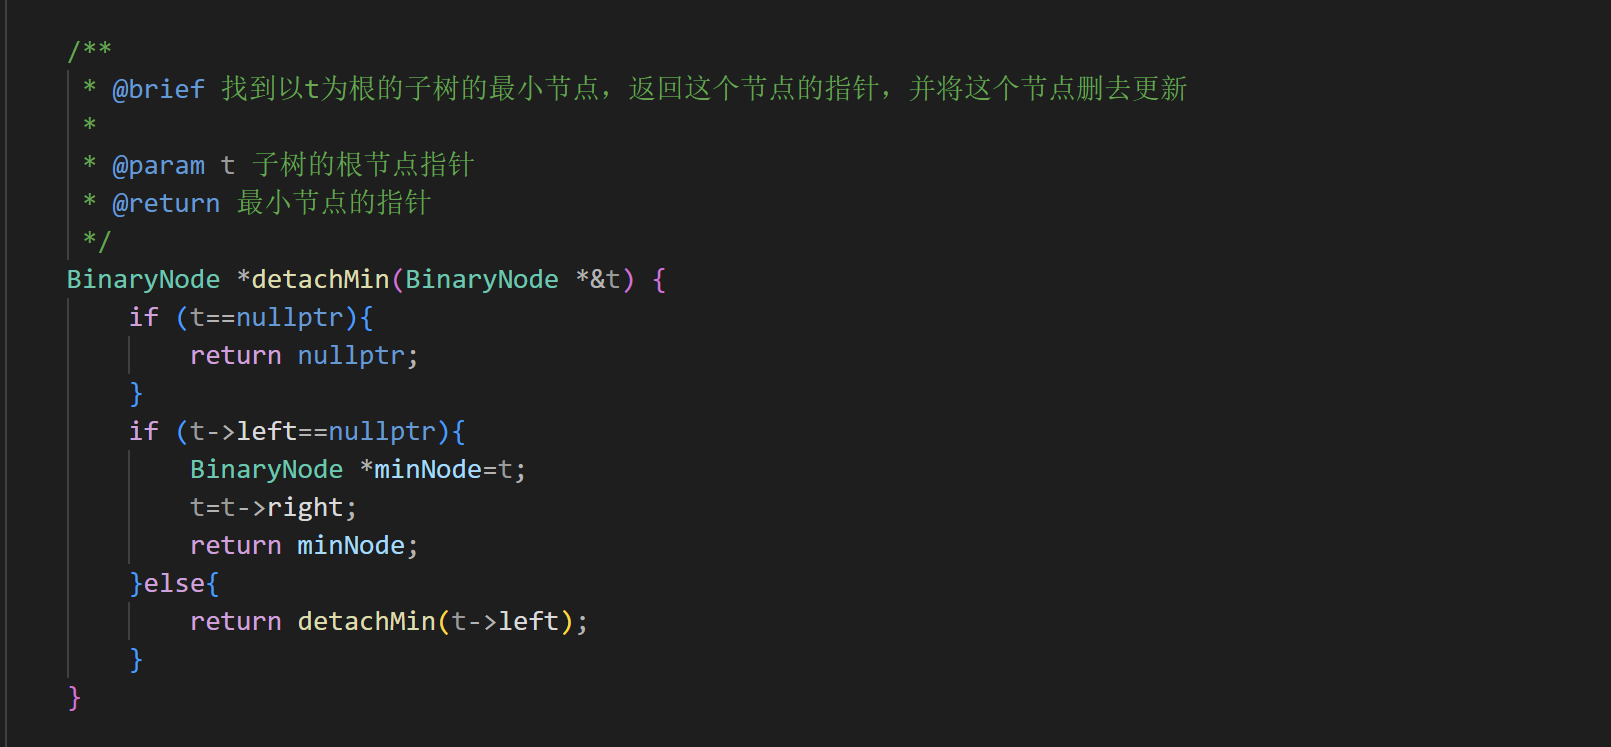 /**
 * @brief 找到以t为根的子树的最小节点，返回这个节点的指针，并将这个节点删去更新
 *
 * @param t 子树的根节点指针
 * @return 最小节点的指针
 */
BinaryNode *detachMin(BinaryNode *&t) {
    if (t==nullptr){
        return nullptr;
    }
    if (t->left==nullptr){
        BinaryNode *minNode=t;
        t=t->right;
        return minNode;
    }else{
        return detachMin(t->left);
    }
}